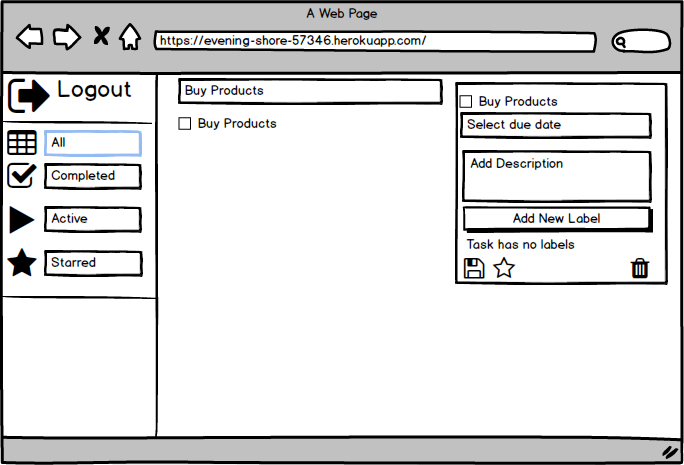 A Web Page
https://evening-shore-57346.herokuapp.com/
Logout
All
Completed
Active
Starred
Buy Products
Buy Products
Buy Products
Select due date
Add Description
Add New Label
Task has no labels